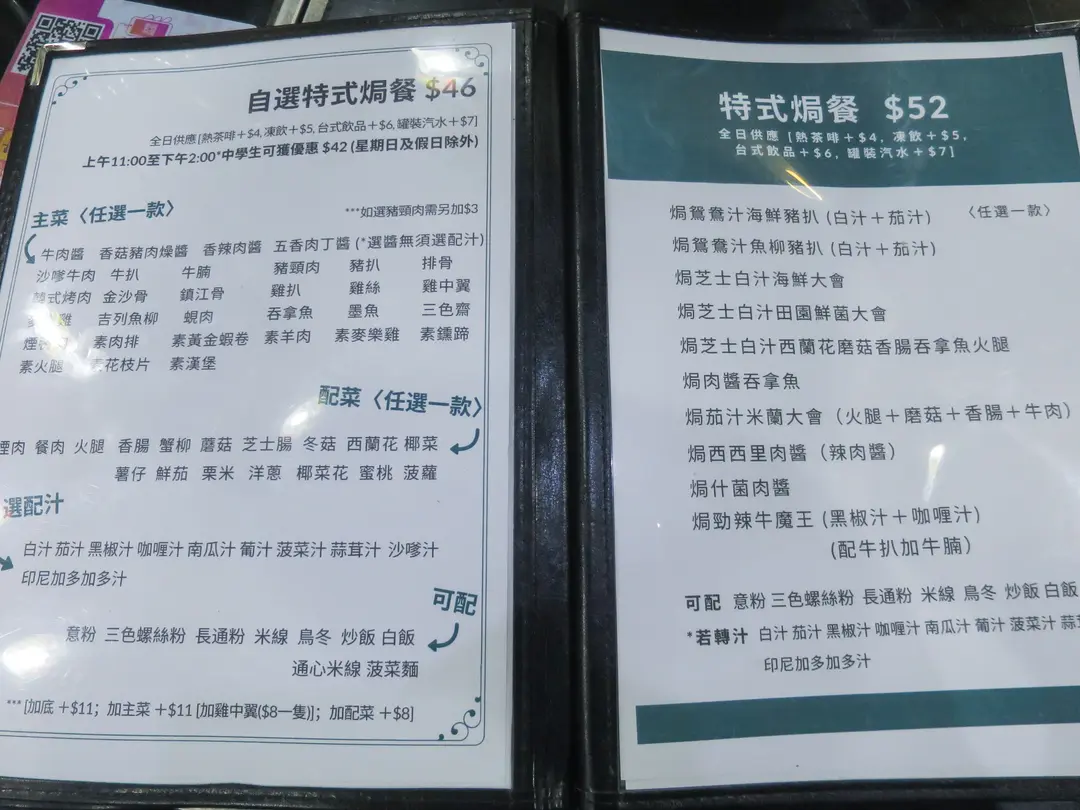 自選特式焗餐 $46
全日供應 [熱茶啡＋$4, 凍飲＋$5, 台式飲品＋$6, 罐裝汽水＋$7]
上午11:00至下午2:00*中學生可獲優惠 $42 (星期日及假日除外)
主菜〈任選一款〉
***如選豬頸肉需另加$3
牛肉醬 香菇豬肉燥醬 香辣肉醬 五香肉丁醬 (*選醬無須選配汁)
沙嗲牛肉 牛扒 牛腩 豬頸肉 豬扒 排骨
式烤肉 金沙骨 鎮江骨 雞扒 雞絲 雞中翼
雞 吉列魚柳 蜆肉 吞拿魚 墨魚 三色齋
煙 素肉排 素黃金蝦卷 素羊肉 素麥樂雞 素鱷蹄
素火腿 花枝片 素漢堡
配菜〈任選一款〉
煙肉 餐肉 火腿 香腸 蟹柳 蘑菇 芝士腸 冬菇 西蘭花 椰菜
薯仔 鮮茄 栗米 洋蔥 椰菜花 蜜桃 菠蘿
選配汁
白汁 茄汁 黑椒汁 咖喱汁 南瓜汁 葡汁 菠菜汁 蒜茸汁 沙嗲汁
印尼加多加多汁
可配
意粉 三色螺絲粉 長通粉 米線 烏冬 炒飯 白飯
通心米線 菠菜麵
***[加底＋$11；加主菜＋$11 [加雞中翼($8一隻)]；加配菜＋$8]
特式焗餐 $52
全日供應 [熱茶啡＋$4, 凍飲＋$5,
台式飲品＋$6, 罐裝汽水＋$7]
焗鴛鴦汁海鮮豬扒 (白汁＋茄汁) 〈任選一款〉
焗鴛鴦汁魚柳豬扒 (白汁＋茄汁)
焗芝士白汁海鮮大會
焗芝士白汁田園鮮菌大會
焗芝士白汁西蘭花磨菇香腸吞拿魚火腿
焗肉醬吞拿魚
焗茄汁米蘭大會（火腿＋磨菇＋香腸＋牛肉）
焗西西里肉醬（辣肉醬）
焗什菌肉醬
焗勁辣牛魔王 (黑椒汁＋咖喱汁)
(配牛扒加牛腩)
可配 意粉 三色螺絲粉 長通粉 米線 烏冬 炒飯 白飯
*若轉汁 白汁 茄汁 黑椒汁 咖喱汁 南瓜汁 葡汁 菠菜汁 蒜
印尼加多加多汁